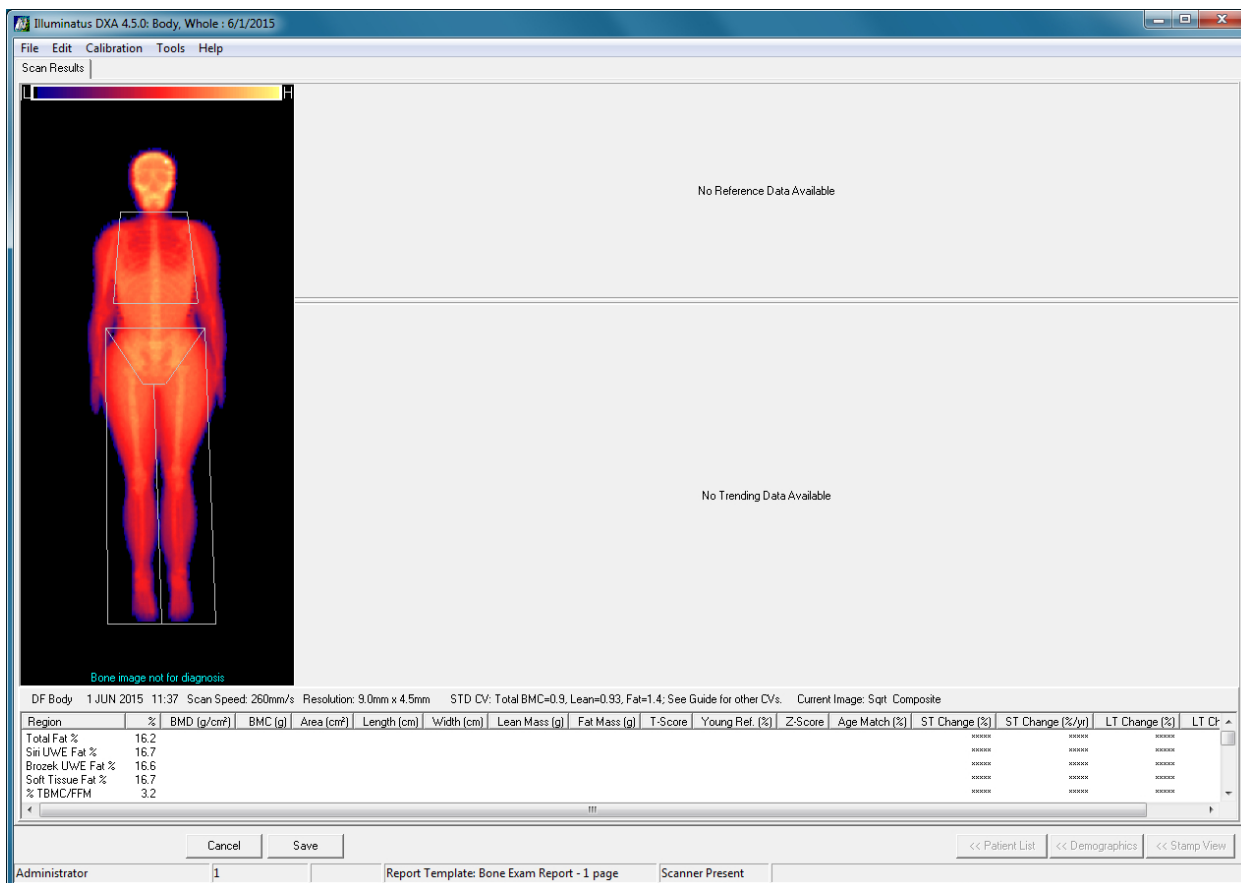 Illuminatus DXA 4.5.0: Body, Whole : 6/1/2015
File Edit Calibration Tools Help
Scan Results
L H
No Reference Data Available
No Trending Data Available
Bone image not for diagnosis
DF Body 1 JUN 2015 11:37 Scan Speed: 260mm/s Resolution: 9.0mm x 4.5mm STD CV: Total BMC=0.9, Lean=0.93, Fat=1.4; See Guide for other CVs. Current Image: Sqrt Composite
Region % BMD (g/cm²) BMC (g) Area (cm²) Length (cm) Width (cm) Lean Mass (g) Fat Mass (g) T-Score Young Ref. (%) Z-Score Age Match (%) ST Change (%) ST Change (%/yr) LT Change (%) LT Ch
Total Fat % 16.2 ***** ***** *****
Siri UWE Fat % 16.7 ***** ***** *****
Brozek UWE Fat % 16.6 ***** ***** *****
Soft Tissue Fat % 16.7 ***** ***** *****
% TBMC/FFM 3.2 ***** ***** *****
Cancel Save << Patient List << Demographics << Stamp View
Administrator 1 Report Template: Bone Exam Report - 1 page Scanner Present